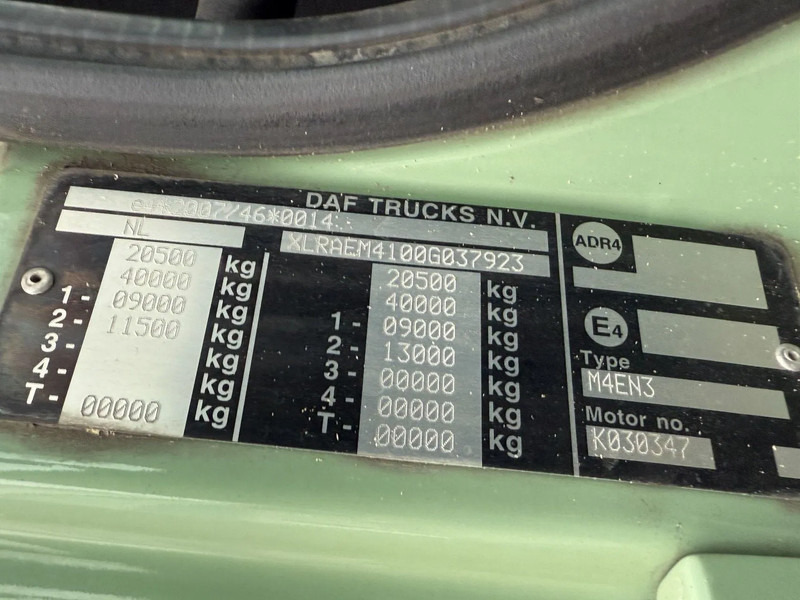 DAF TRUCKS N.V.
e4*2007/46*0014
NL XLRAEM4100G037923
20500 kg
40000 kg
1- 09000 kg
2- 11500 kg
3- kg
4- kg
T- 00000 kg
20500 kg
40000 kg
1- 09000 kg
2- 13000 kg
3- 00000 kg
4- 00000 kg
T- 00000 kg
ADR4
E4
Type
M4EN3
Motor no.
K030347